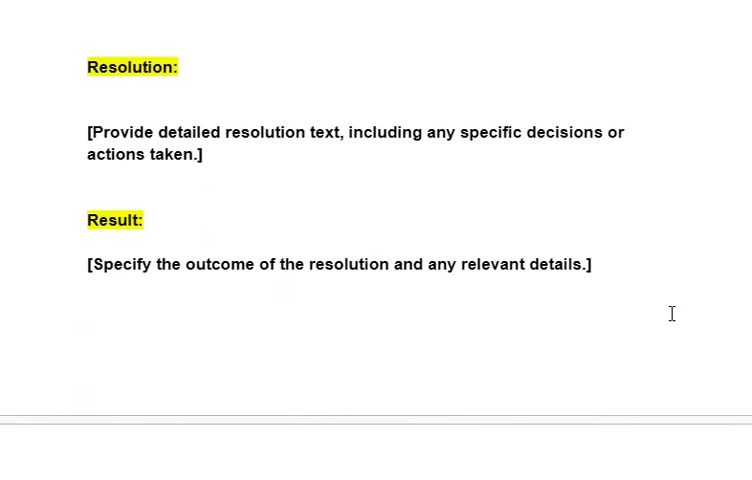 Resolution:
[Provide detailed resolution text, including any specific decisions or
actions taken.]
Result:
[Specify the outcome of the resolution and any relevant details.]